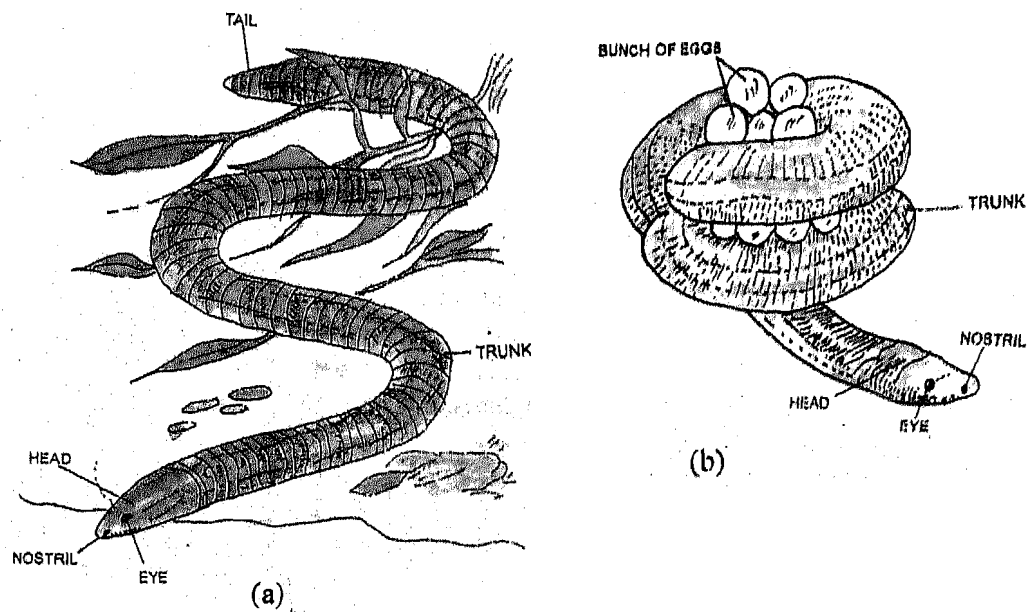 TAIL
TRUNK
HEAD
NOSTRIL
EYE
(a)
BUNCH OF EGGS
TRUNK
NOSTRIL
HEAD
EYE
(b)